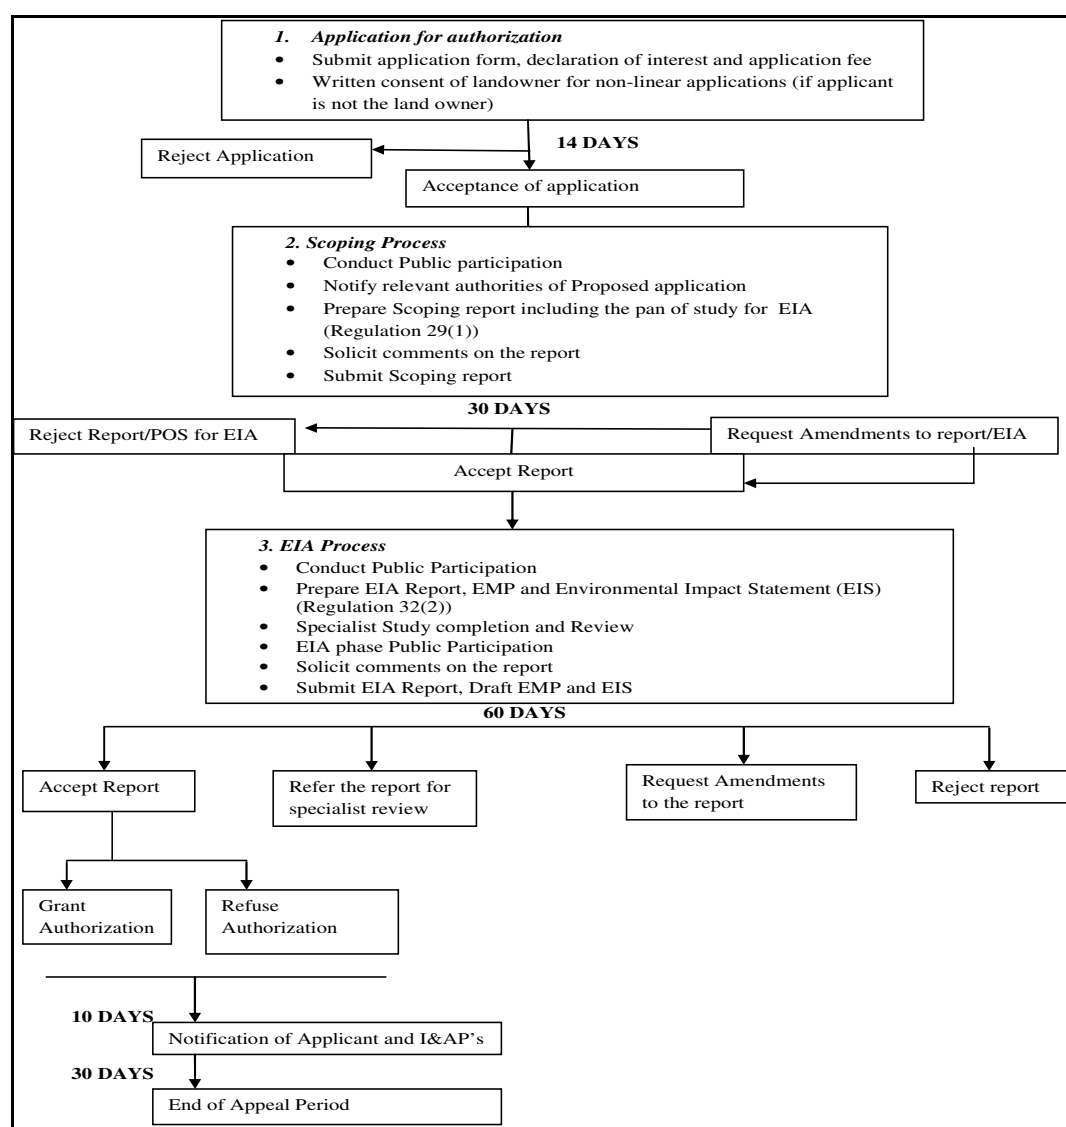 1. Application for authorization
• Submit application form, declaration of interest and application fee
• Written consent of landowner for non-linear applications (if applicant
is not the land owner)
14 DAYS
Reject Application
Acceptance of application
2. Scoping Process
• Conduct Public participation
• Notify relevant authorities of Proposed application
• Prepare Scoping report including the pan of study for EIA
(Regulation 29(1))
• Solicit comments on the report
• Submit Scoping report
30 DAYS
Reject Report/POS for EIA
Request Amendments to report/EIA
Accept Report
3. EIA Process
• Conduct Public Participation
• Prepare EIA Report, EMP and Environmental Impact Statement (EIS)
(Regulation 32(2))
• Specialist Study completion and Review
• EIA phase Public Participation
• Solicit comments on the report
• Submit EIA Report, Draft EMP and EIS
60 DAYS
Accept Report
Refer the report for
specialist review
Request Amendments
to the report
Reject report
Grant
Authorization
Refuse
Authorization
10 DAYS
Notification of Applicant and I&AP's
30 DAYS
End of Appeal Period